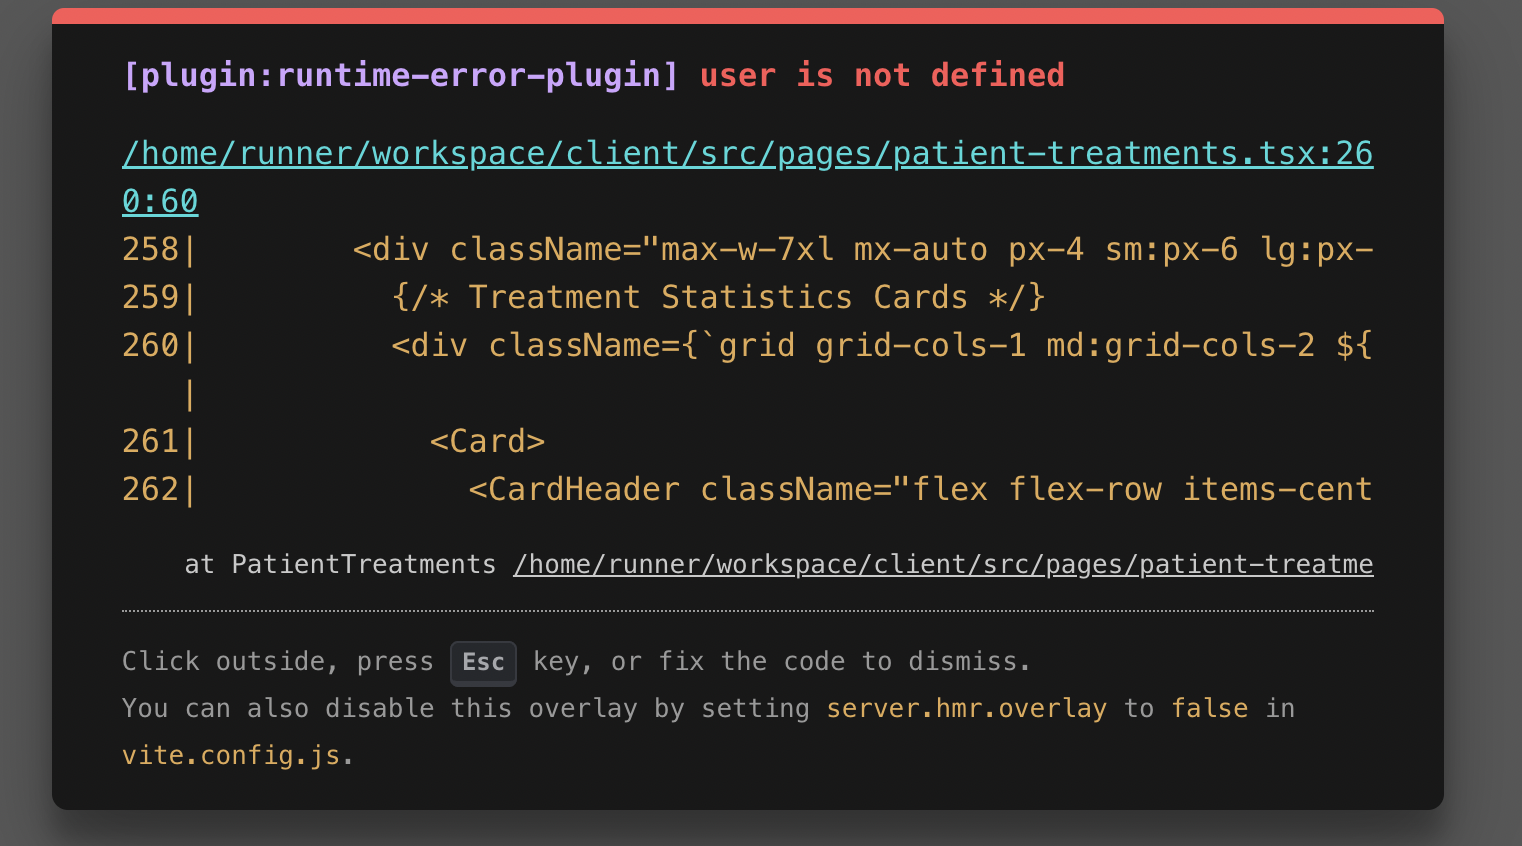 [plugin:runtime-error-plugin] user is not defined
/home/runner/workspace/client/src/pages/patient-treatments.tsx:26
0:60
258|        <div className="max-w-7xl mx-auto px-4 sm:px-6 lg:px-
259|          {/* Treatment Statistics Cards */}
260|          <div className={`grid grid-cols-1 md:grid-cols-2 ${
   |
261|            <Card>
262|              <CardHeader className="flex flex-row items-cent
at PatientTreatments /home/runner/workspace/client/src/pages/patient-treatme
Click outside, press Esc key, or fix the code to dismiss.
You can also disable this overlay by setting server.hmr.overlay to false in
vite.config.js.